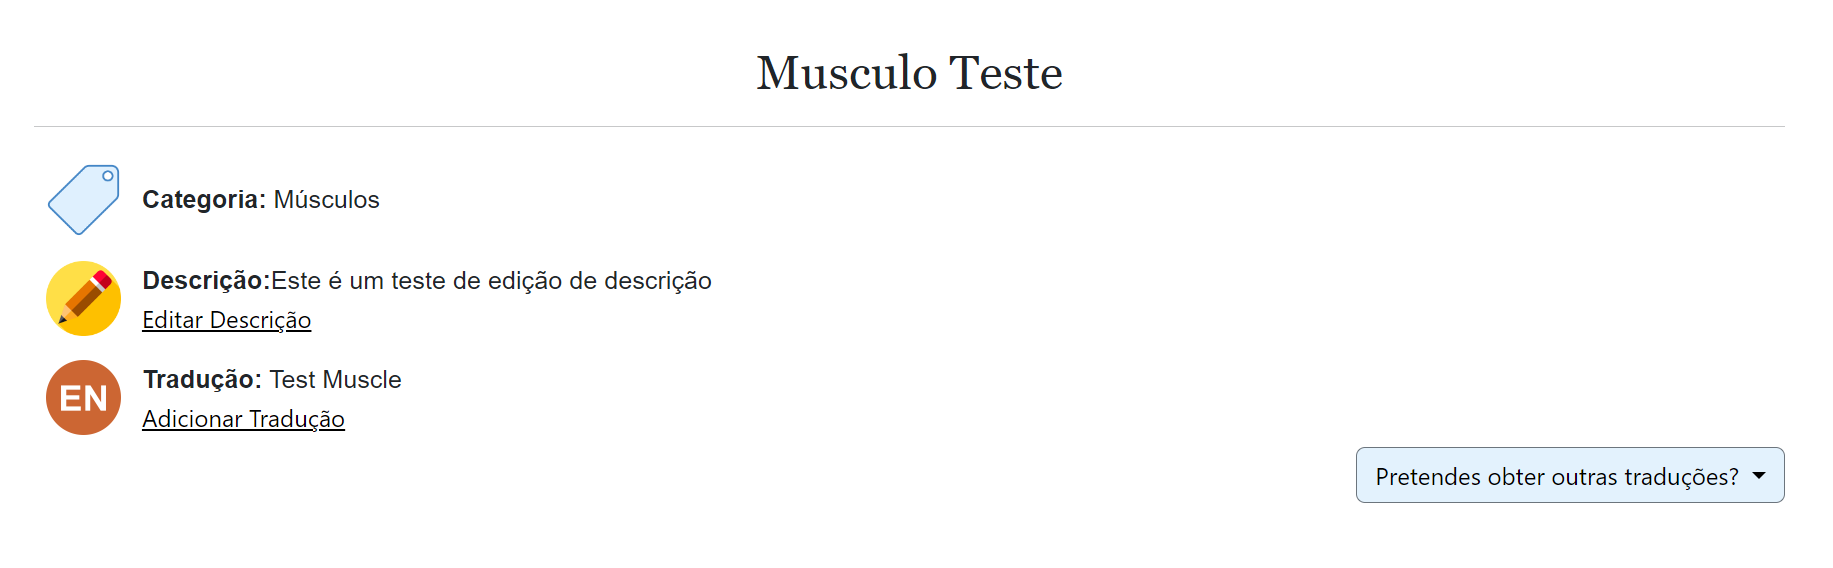 Musculo Teste
Categoria: Músculos
Descrição:Este é um teste de edição de descrição
Editar Descrição
EN
Tradução: Test Muscle
Adicionar Tradução
Pretendes obter outras traduções?